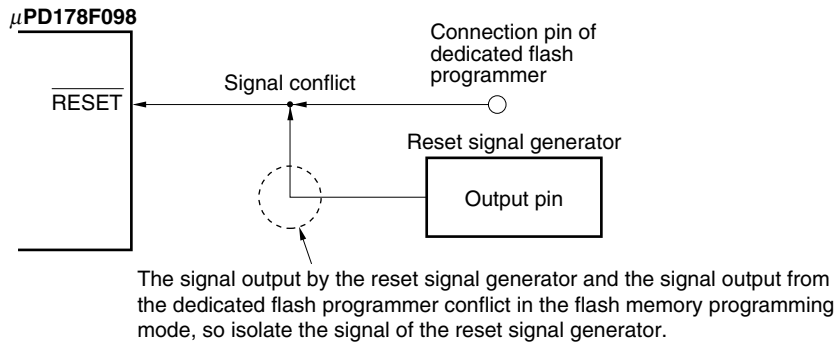 μPD178F098
Connection pin of
dedicated flash
programmer
Signal conflict
RESET
Reset signal generator
Output pin
The signal output by the reset signal generator and the signal output from
the dedicated flash programmer conflict in the flash memory programming
mode, so isolate the signal of the reset signal generator.